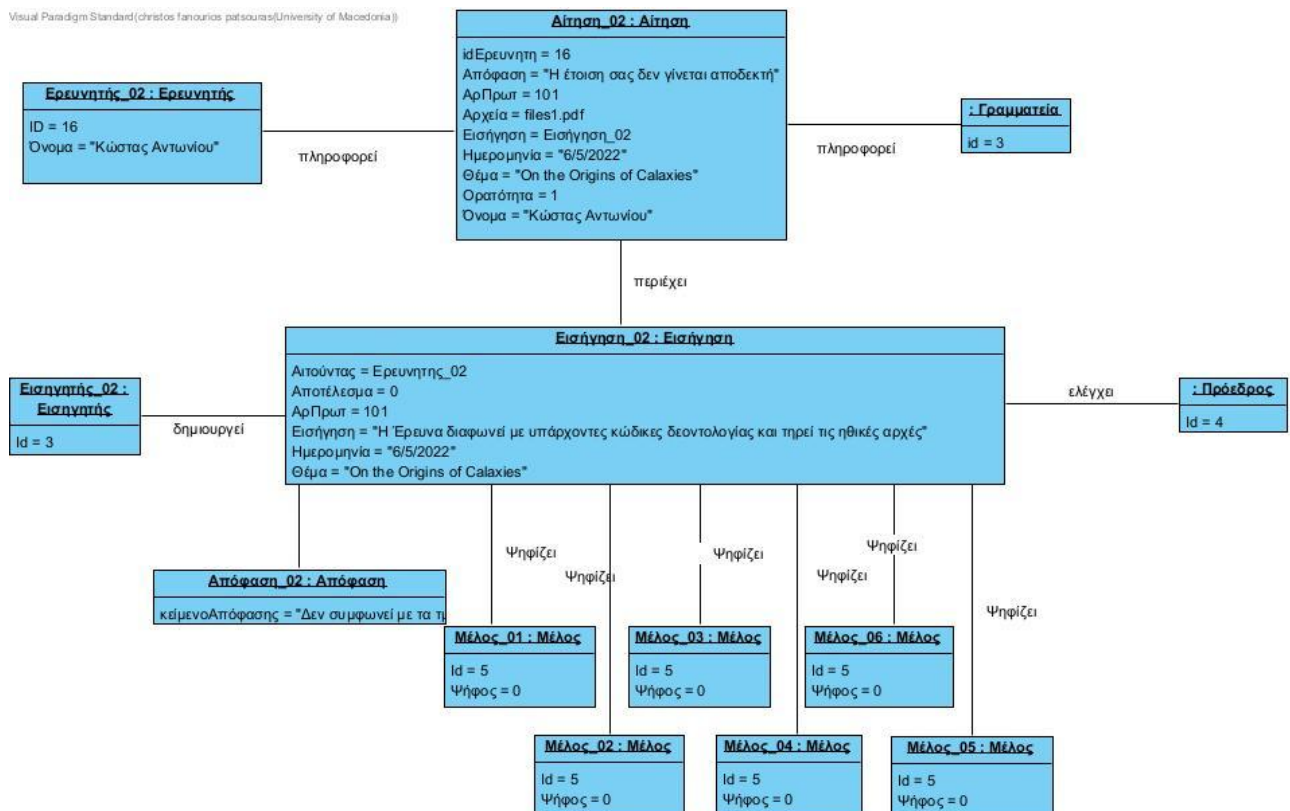 Visual Paradigm Standard(christos fanourios patsouras(University of Macedonia))
Αίτηση_02 : Αίτηση
idΕρευνητη = 16
Απόφαση = "Η έτοιση σας δεν γίνεται αποδεκτή"
ΑρΠρωτ = 101
Αρχεία = files1.pdf
Εισήγηση = Εισήγηση_02
Ημερομηνία = "6/5/2022"
Θέμα = "On the Origins of Calaxies"
Ορατότητα = 1
Όνομα = "Κώστας Αντωνίου"
Ερευνητής_02 : Ερευνητής
ID = 16
Όνομα = "Κώστας Αντωνίου"
πληροφορεί
πληροφορεί
: Γραμματεία
id = 3
περιέχει
Εισήγηση_02 : Εισήγηση
Αιτούντας = Ερευνητης_02
Αποτέλεσμα = 0
ΑρΠρωτ = 101
Εισήγηση = "Η Έρευνα διαφωνεί με υπάρχοντες κώδικες δεοντολογίας και τηρεί τις ηθικές αρχές"
Ημερομηνία = "6/5/2022"
Θέμα = "On the Origins of Calaxies"
Εισηγητής_02 :
Εισηγητής
Id = 3
δημιουργεί
ελέγχει
: Πρόεδρος
Id = 4
Απόφαση_02 : Απόφαση
κείμενοΑπόφασης = "Δεν συμφωνεί με τα
Ψηφίζει
Ψηφίζει
Ψηφίζει
Ψηφίζει
Ψηφίζει
Ψηφίζει
Μέλος_01 : Μέλος
Id = 5
Ψήφος = 0
Μέλος_03 : Μέλος
Id = 5
Ψήφος = 0
Μέλος_06 : Μέλος
Id = 5
Ψήφος = 0
Μέλος_02 : Μέλος
Id = 5
Ψήφος = 0
Μέλος_04 : Μέλος
Id = 5
Ψήφος = 0
Μέλος_05 : Μέλος
Id = 5
Ψήφος = 0